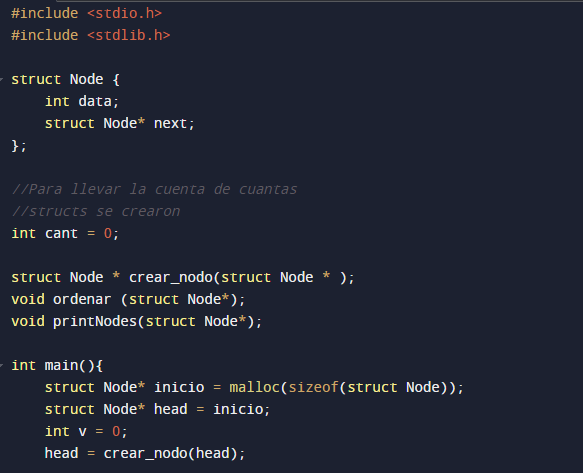 #include <stdio.h>
#include <stdlib.h>
struct Node {
    int data;
    struct Node* next;
};
//Para llevar la cuenta de cuantas
//structs se crearon
int cant = 0;
struct Node * crear_nodo(struct Node * );
void ordenar (struct Node*);
void printNodes(struct Node*);
int main(){
    struct Node* inicio = malloc(sizeof(struct Node));
    struct Node* head = inicio;
    int v = 0;
    head = crear_nodo(head);